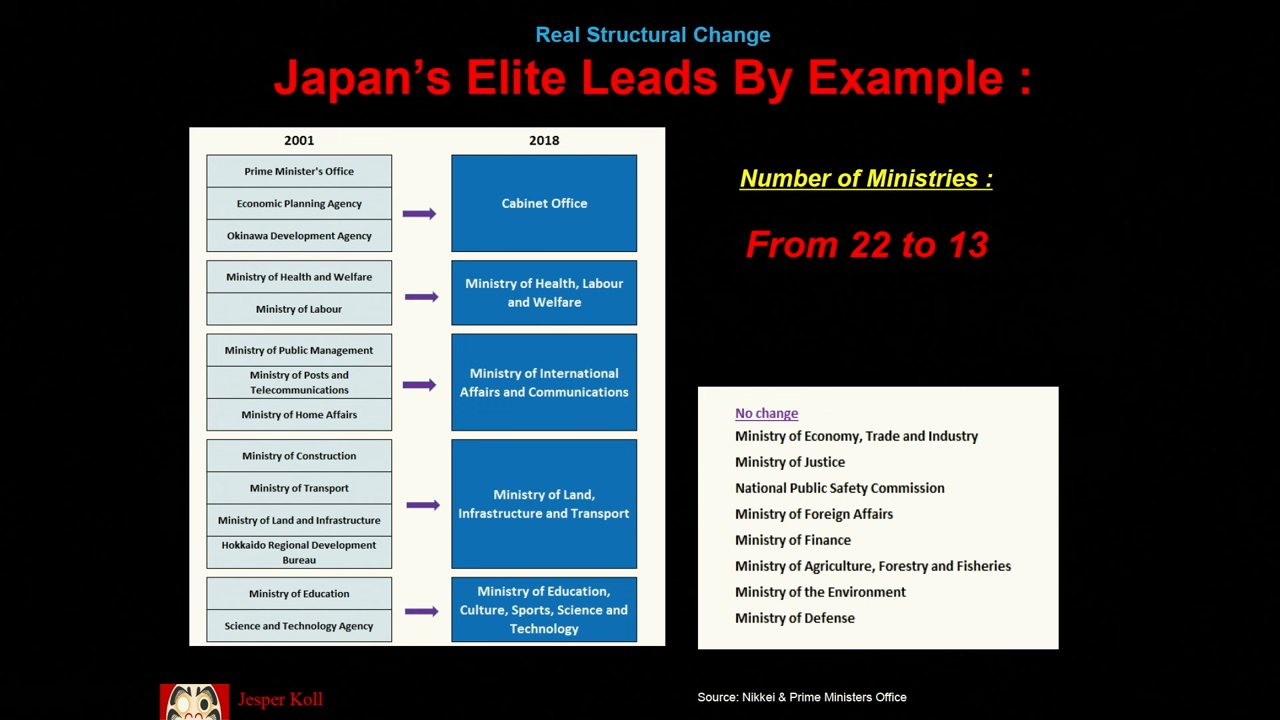 Real Structural Change
Japan’s Elite Leads By Example :
2001
2018
Prime Minister's Office
Economic Planning Agency
Okinawa Development Agency
Cabinet Office
Ministry of Health and Welfare
Ministry of Labour
Ministry of Health, Labour
and Welfare
Ministry of Public Management
Ministry of Posts and
Telecommunications
Ministry of Home Affairs
Ministry of International
Affairs and Communications
Ministry of Construction
Ministry of Transport
Ministry of Land and Infrastructure
Hokkaido Regional Development
Bureau
Ministry of Land,
Infrastructure and Transport
Ministry of Education
Science and Technology Agency
Ministry of Education,
Culture, Sports, Science and
Technology
Number of Ministries :
From 22 to 13
No change
Ministry of Economy, Trade and Industry
Ministry of Justice
National Public Safety Commission
Ministry of Foreign Affairs
Ministry of Finance
Ministry of Agriculture, Forestry and Fisheries
Ministry of the Environment
Ministry of Defense
Jesper Koll
Source: Nikkei & Prime Ministers Office